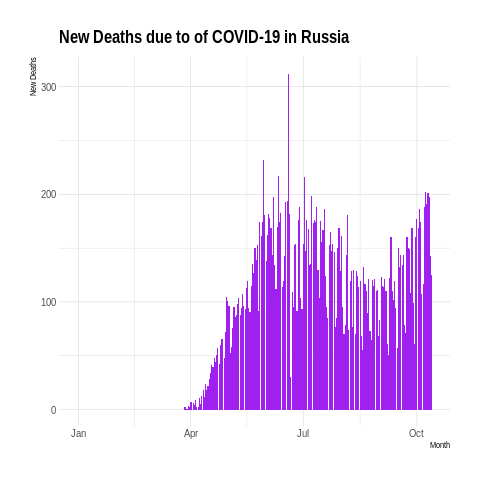 New Deaths due to of COVID-19 in Russia
New Deaths
300
200
100
0
Jan Apr Jul Oct
Month